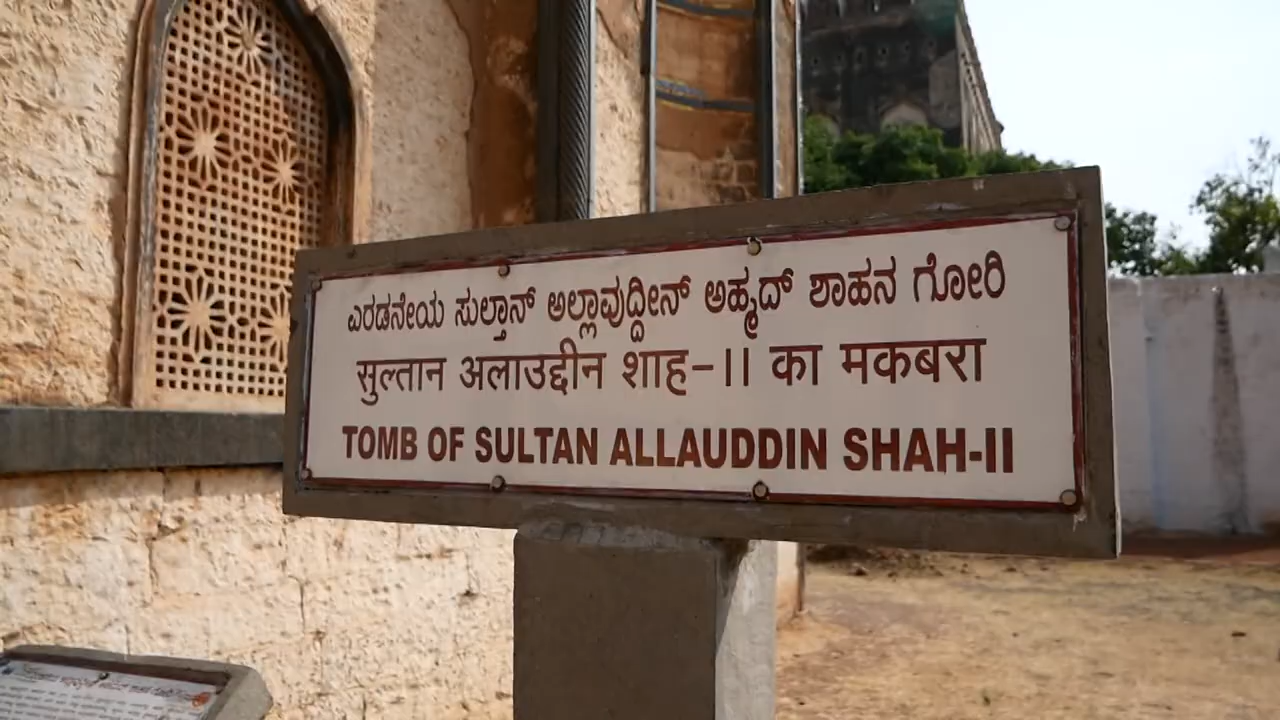 ಎರಡನೇಯ ಸುಲ್ತಾನ್ ಅಲ್ಲಾವುದ್ದೀನ್ ಅಹ್ಮದ್ ಶಾಹನ ಗೋರಿ
सुल्तान अलाउद्दीन शाह-II का मकबरा
TOMB OF SULTAN ALLAUDDIN SHAH-II